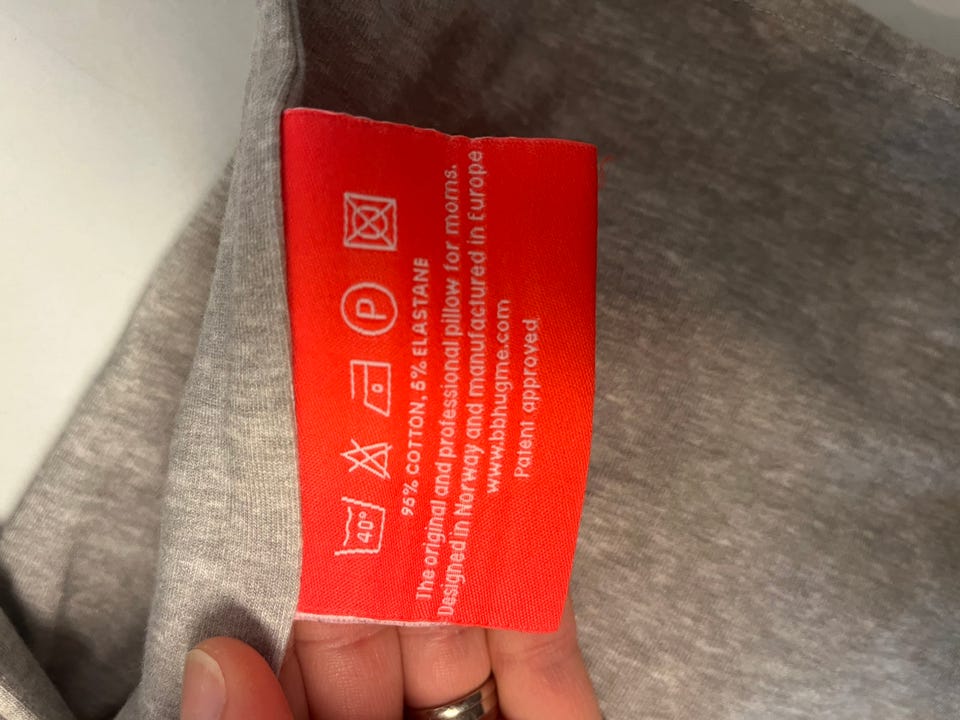 40°
P
95% COTTON, 5% ELASTANE
The original and professional pillow for moms.
Designed in Norway and manufactured in Europe
www.bbhugme.com
Patent approved